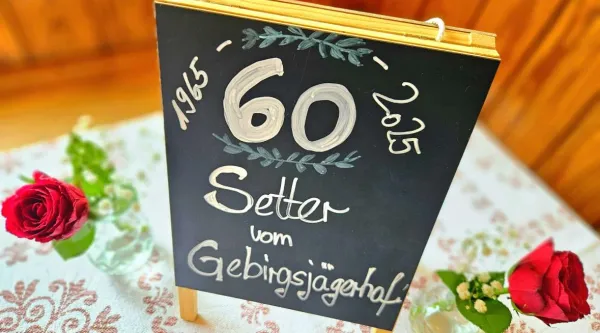 1965 - 60 - 2025
Setter
vom
Gebirgsjägerhof